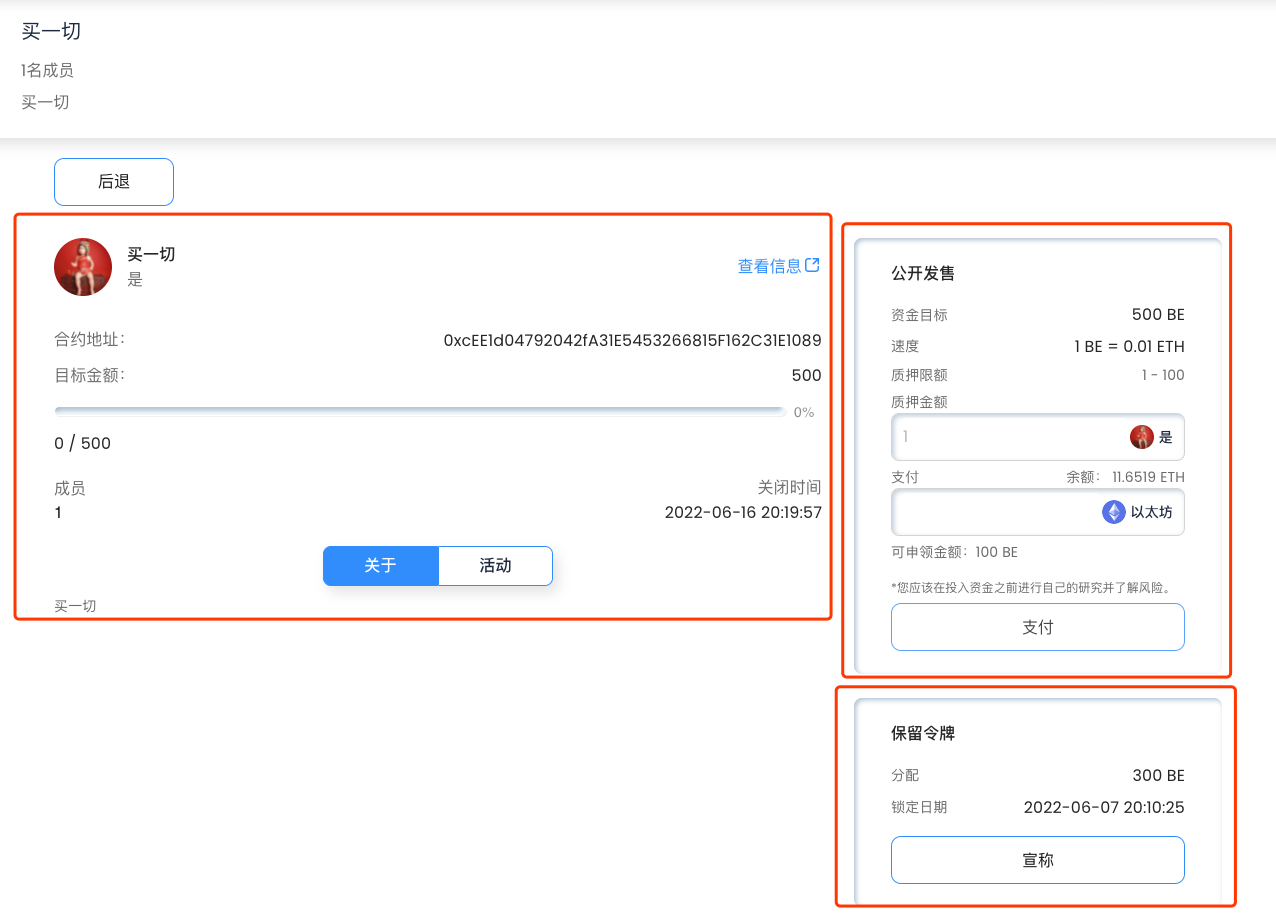 买一切
1名成员
买一切
后退
买一切
是
查看信息
合约地址：
0xcEE1d04792042fA31E5453266815F162C31E1089
目标金额：
500
0%
0 / 500
成员
关闭时间
1
2022-06-16 20:19:57
关于
活动
买一切
公开发售
资金目标
500 BE
速度
1 BE = 0.01 ETH
质押限额
1 - 100
质押金额
1
是
支付
余额： 11.6519 ETH
以太坊
可申领金额：100 BE
*您应该在投入资金之前进行自己的研究并了解风险。
支付
保留令牌
分配
300 BE
锁定日期
2022-06-07 20:10:25
宣称